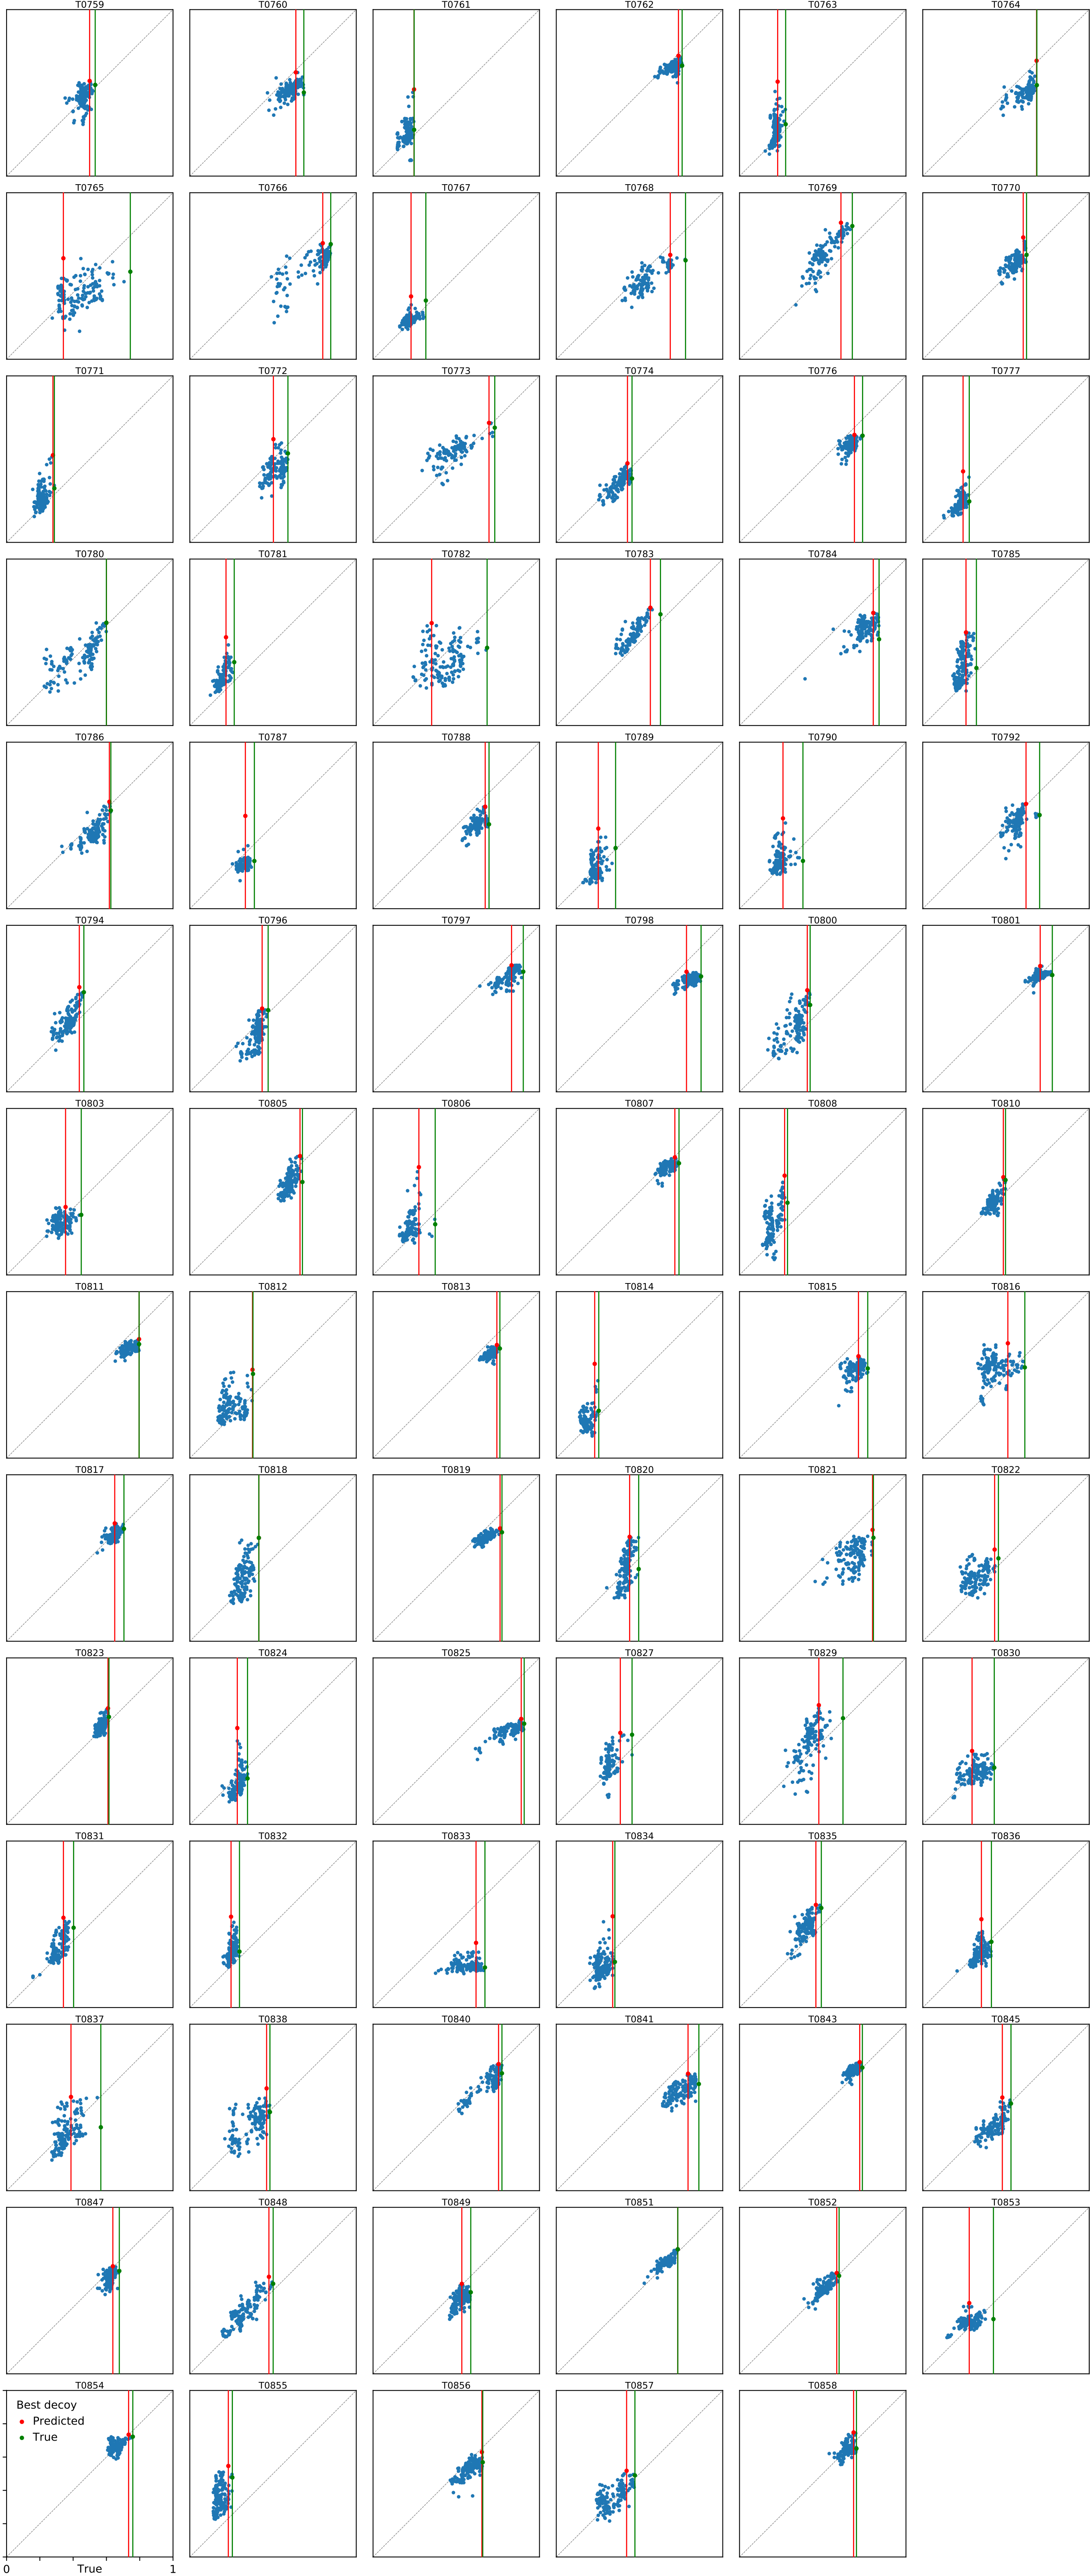 T0759 T0760 T0761 T0762 T0763 T0764
T0765 T0766 T0767 T0768 T0769 T0770
T0771 T0772 T0773 T0774 T0776 T0777
T0780 T0781 T0782 T0783 T0784 T0785
T0786 T0787 T0788 T0789 T0790 T0792
T0794 T0796 T0797 T0798 T0800 T0801
T0803 T0805 T0806 T0807 T0808 T0810
T0811 T0812 T0813 T0814 T0815 T0816
T0817 T0818 T0819 T0820 T0821 T0822
T0823 T0824 T0825 T0827 T0829 T0830
T0831 T0832 T0833 T0834 T0835 T0836
T0837 T0838 T0840 T0841 T0843 T0845
T0847 T0848 T0849 T0851 T0852 T0853
T0854 T0855 T0856 T0857 T0858
Best decoy
Predicted
True
0 True 1